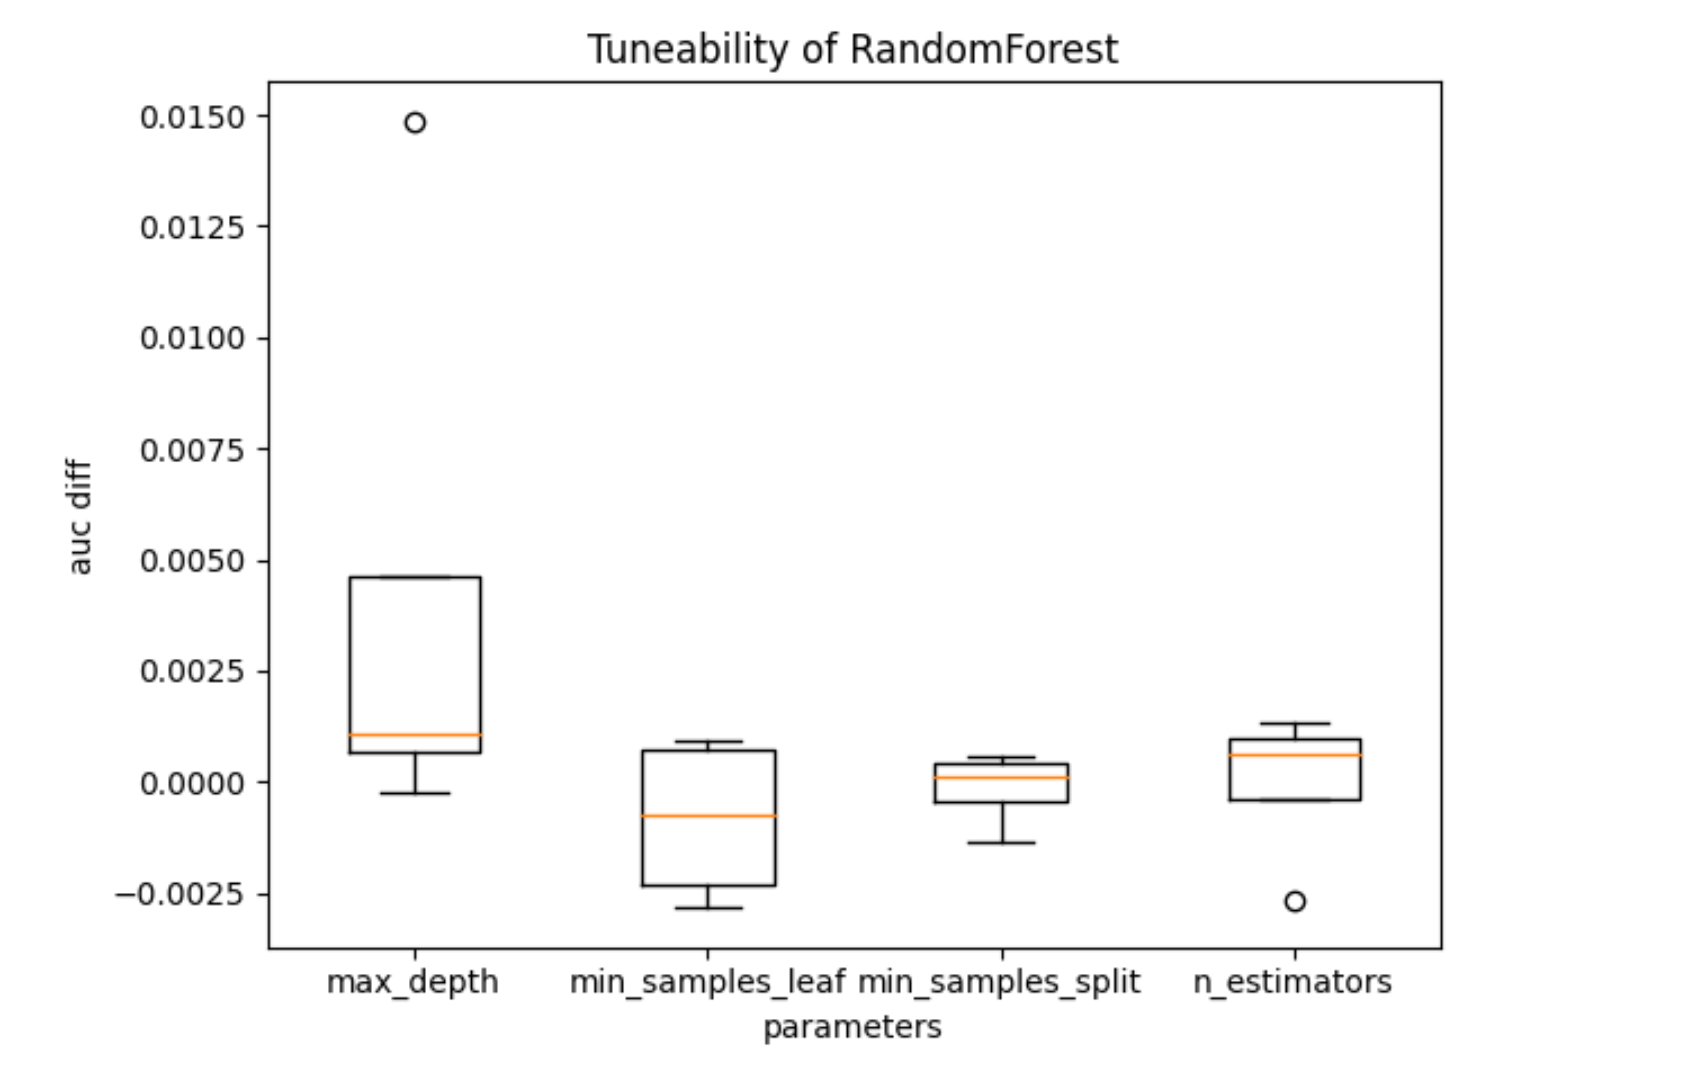 Tuneability of RandomForest
0.0150
0.0125
0.0100
0.0075
0.0050
0.0025
0.0000
−0.0025
auc diff
max_depth min_samples_leaf min_samples_split n_estimators
parameters